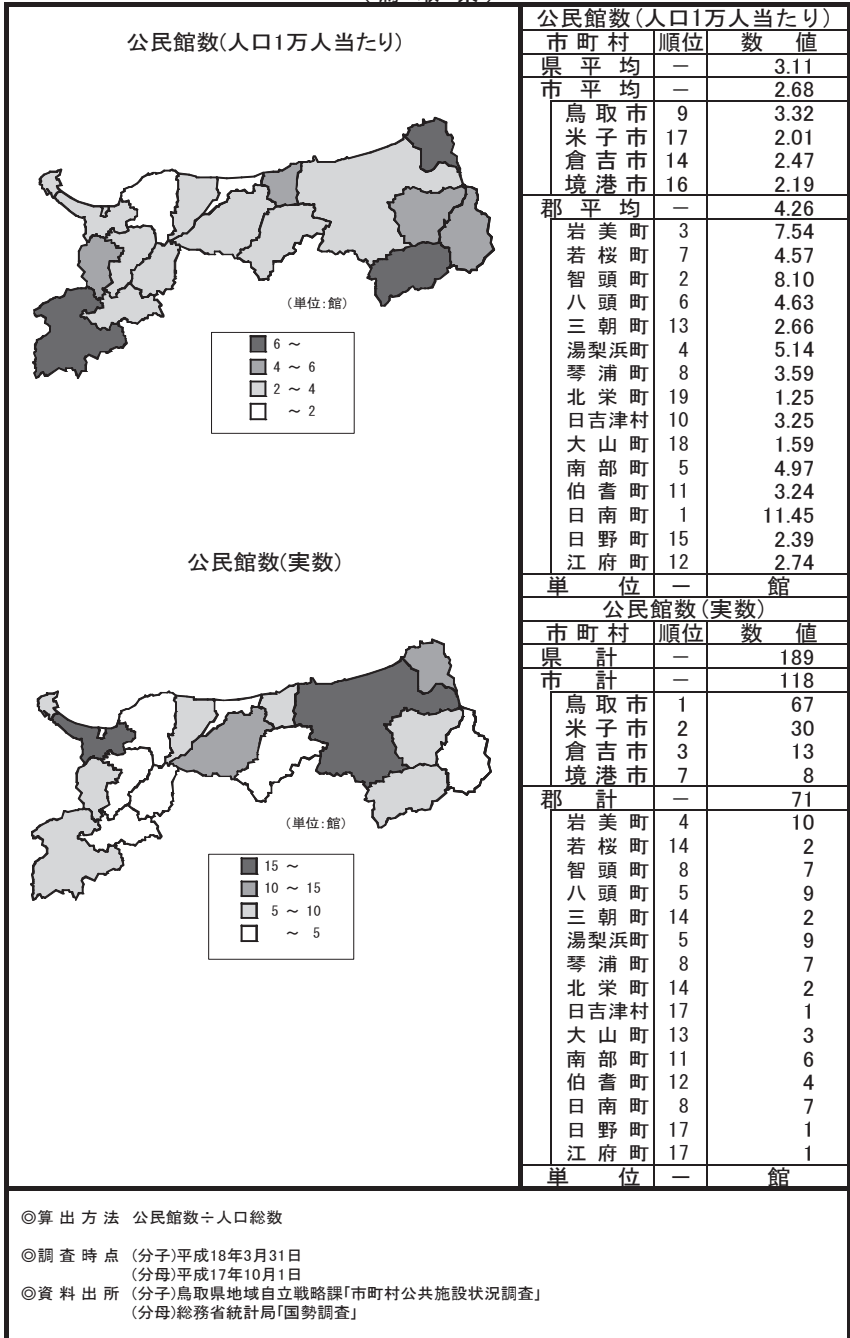 公民館数(人口1万人当たり)
(単位:館)
6 ～
4 ～ 6
2 ～ 4
～ 2
公民館数(実数)
(単位:館)
15 ～
10 ～ 15
5 ～ 10
～ 5
公民館数(人口1万人当たり)
市町村 順位 数 値
県平均 － 3.11
市平均 － 2.68
鳥取市 9 3.32
米子市 17 2.01
倉吉市 14 2.47
境港市 16 2.19
郡平均 － 4.26
岩美町 3 7.54
若桜町 7 4.57
智頭町 2 8.10
八頭町 6 4.63
三朝町 13 2.66
湯梨浜町 4 5.14
琴浦町 8 3.59
北栄町 19 1.25
日吉津村 10 3.25
大山町 18 1.59
南部町 5 4.97
伯耆町 11 3.24
日南町 1 11.45
日野町 15 2.39
江府町 12 2.74
単 位 － 館
公民館数(実数)
市町村 順位 数 値
県 計 － 189
市 計 － 118
鳥取市 1 67
米子市 2 30
倉吉市 3 13
境港市 7 8
郡 計 － 71
岩美町 4 10
若桜町 14 2
智頭町 8 7
八頭町 5 9
三朝町 14 2
湯梨浜町 5 9
琴浦町 8 7
北栄町 14 2
日吉津村 17 1
大山町 13 3
南部町 11 6
伯耆町 12 4
日南町 8 7
日野町 17 1
江府町 17 1
単 位 － 館
◎算出方法 公民館数÷人口総数
◎調査時点 (分子)平成18年3月31日
(分母)平成17年10月1日
◎資料出所 (分子)鳥取県地域自立戦略課｢市町村公共施設状況調査｣
(分母)総務省統計局｢国勢調査｣